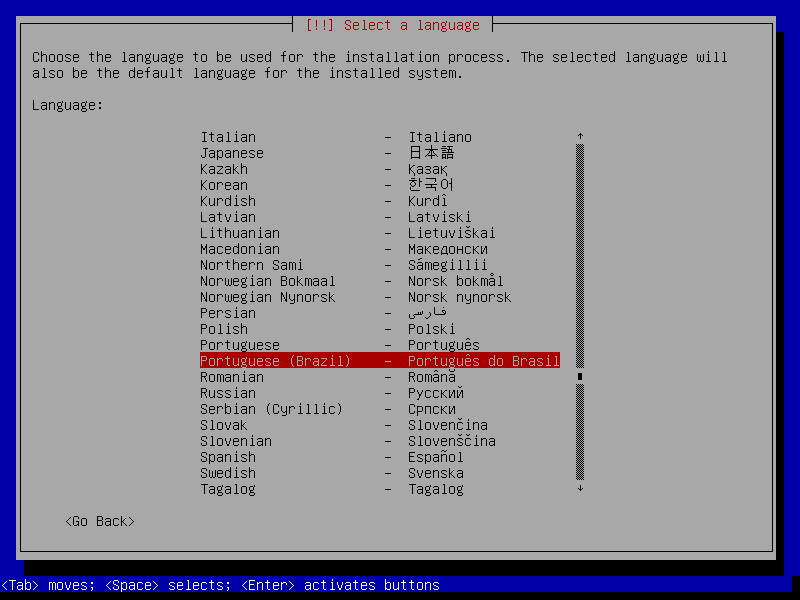 [!!] Select a language
Choose the language to be used for the installation process. The selected language will
also be the default language for the installed system.
Language:
Italian - Italiano
Japanese - 日本語
Kazakh - Қазақ
Korean - 한국어
Kurdish - Kurdî
Latvian - Latviski
Lithuanian - Lietuviškai
Macedonian - Македонски
Northern Sami - Sámegillii
Norwegian Bokmaal - Norsk bokmål
Norwegian Nynorsk - Norsk nynorsk
Persian - فارسی
Polish - Polski
Portuguese - Português
Portuguese (Brazil) - Português do Brasil
Romanian - Română
Russian - Русский
Serbian (Cyrillic) - Српски
Slovak - Slovenčina
Slovenian - Slovenščina
Spanish - Español
Swedish - Svenska
Tagalog - Tagalog
<Go Back>
<Tab> moves; <Space> selects; <Enter> activates buttons